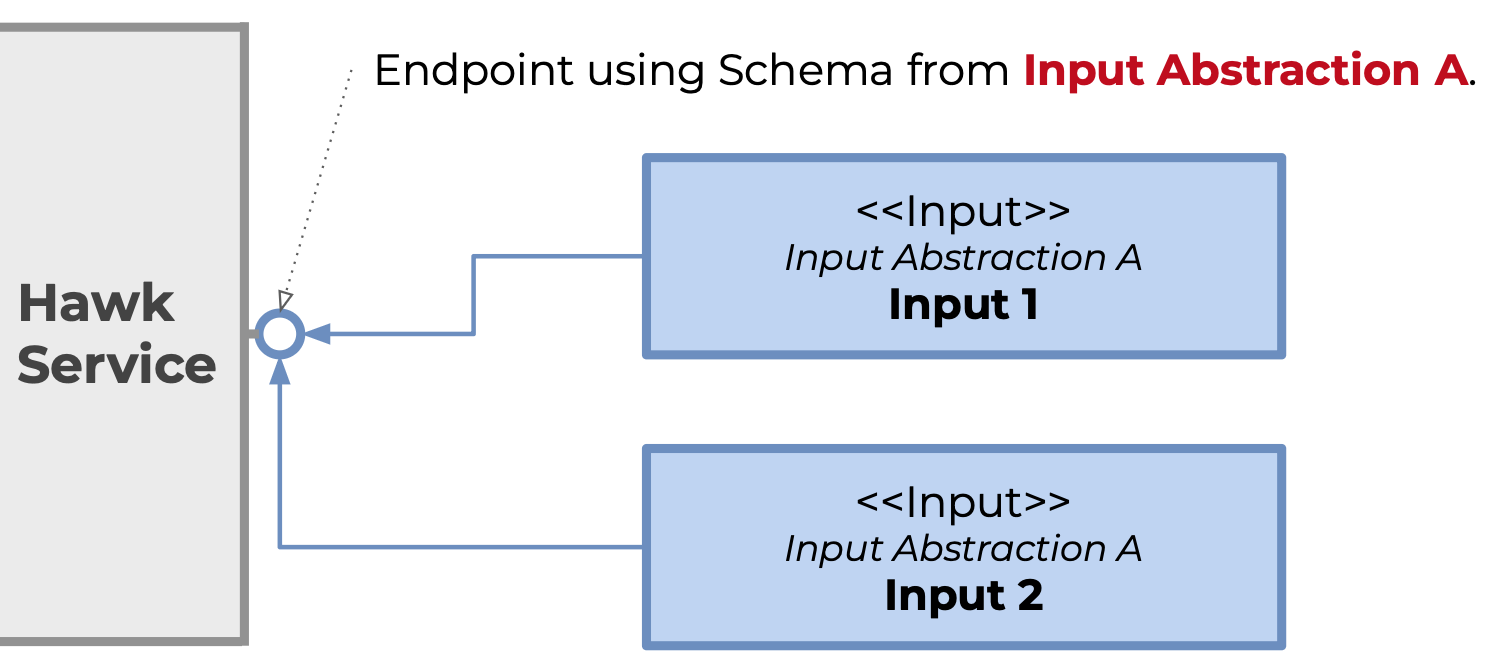 Endpoint using Schema from Input Abstraction A.
<<Input>>
Input Abstraction A
Input 1
Hawk
Service
<<Input>>
Input Abstraction A
Input 2